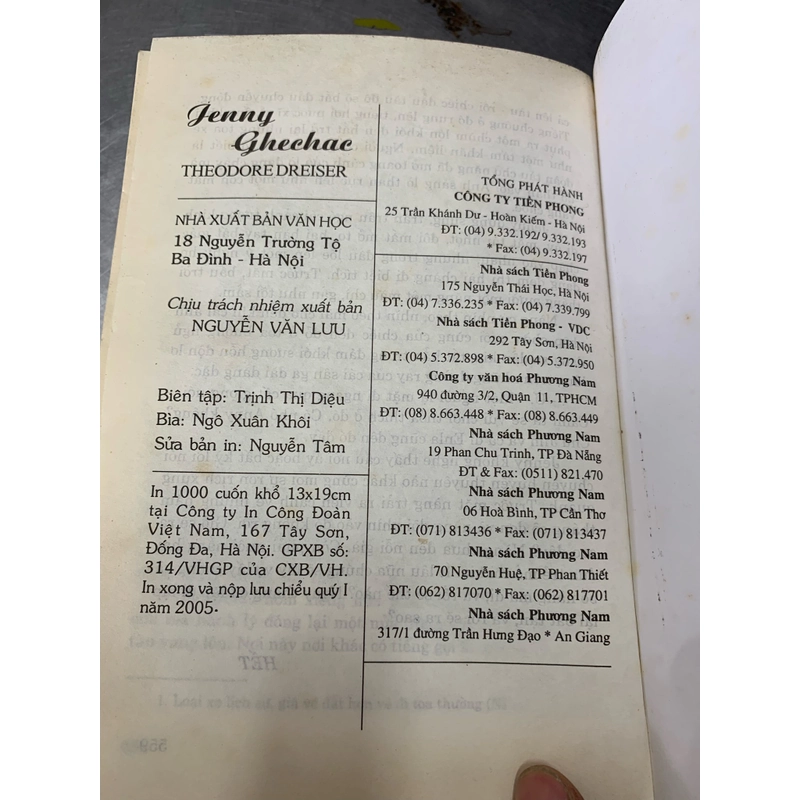 Jenny
Ghechac
THEODORE DREISER
NHÀ XUẤT BẢN VĂN HỌC
18 Nguyễn Trường Tộ
Ba Đình - Hà Nội
Chịu trách nhiệm xuất bản
NGUYỄN VĂN LƯU
Biên tập: Trịnh Thị Diệu
Bìa: Ngô Xuân Khôi
Sửa bản in: Nguyễn Tâm
In 1000 cuốn khổ 13x19cm
tại Công ty In Công Đoàn
Việt Nam, 167 Tây Sơn,
Đống Đa, Hà Nội. GPXB số:
314/VHGP của CXB/VH.
In xong và nộp lưu chiểu quý I
năm 2005.
TỔNG PHÁT HÀNH
CÔNG TY TIỀN PHONG
25 Trần Khánh Dư - Hoàn Kiếm - Hà Nội
ĐT: (04) 9.332.192/ 9.332.193
* Fax: (04) 9.332.197
Nhà sách Tiền Phong
175 Nguyễn Thái Học, Hà Nội
ĐT: (04) 7.336.235 * Fax: (04) 7.339.799
Nhà sách Tiền Phong - VDC
292 Tây Sơn, Hà Nội
ĐT: (04) 5.372.898 * Fax: (04) 5.372.950
Công ty văn hoá Phương Nam
940 đường 3/2, Quận 11, TPHCM
ĐT: (08) 8.663.448 * Fax: (08) 8.663.449
Nhà sách Phương Nam
19 Phan Chu Trinh, TP Đà Nẵng
ĐT & Fax: (0511) 821.470
Nhà sách Phương Nam
06 Hoà Bình, TP Cần Thơ
ĐT: (071) 813436 * Fax: (071) 813437
Nhà sách Phương Nam
70 Nguyễn Huệ, TP Phan Thiết
ĐT: (062) 817070 * Fax: (062) 817701
Nhà sách Phương Nam
317/1 đường Trần Hưng Đạo * An Giang
HẾT